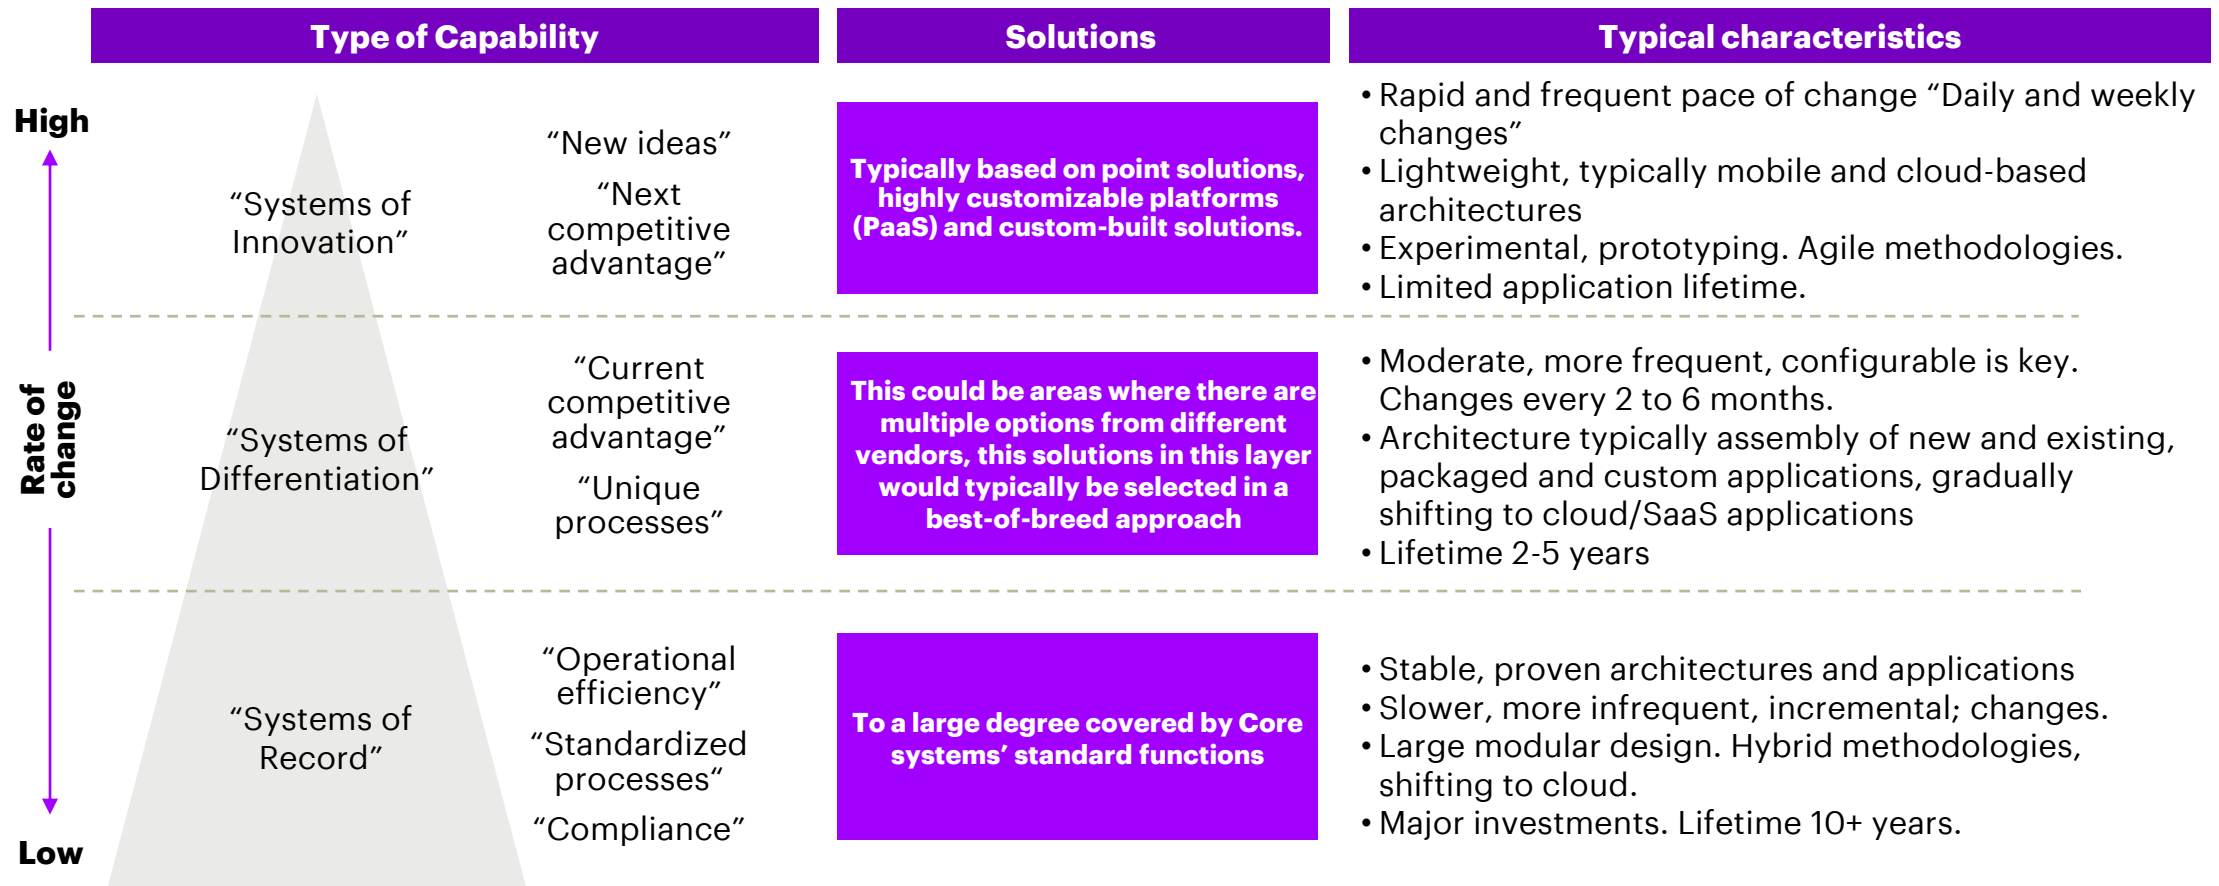 Type of Capability
Solutions
Typical characteristics
High
Rate of
change
Low
“Systems of
Innovation”
“New ideas”
“Next
competitive
advantage”
Typically based on point solutions,
highly customizable platforms
(PaaS) and custom-built solutions.
• Rapid and frequent pace of change “Daily and weekly
changes”
• Lightweight, typically mobile and cloud-based
architectures
• Experimental, prototyping. Agile methodologies.
• Limited application lifetime.
“Systems of
Differentiation”
“Current
competitive
advantage”
“Unique
processes”
This could be areas where there are
multiple options from different
vendors, this solutions in this layer
would typically be selected in a
best-of-breed approach
• Moderate, more frequent, configurable is key.
Changes every 2 to 6 months.
• Architecture typically assembly of new and existing,
packaged and custom applications, gradually
shifting to cloud/SaaS applications
• Lifetime 2-5 years
“Systems of
Record”
“Operational
efficiency”
“Standardized
processes“
“Compliance”
To a large degree covered by Core
systems’ standard functions
• Stable, proven architectures and applications
• Slower, more infrequent, incremental; changes.
• Large modular design. Hybrid methodologies,
shifting to cloud.
• Major investments. Lifetime 10+ years.